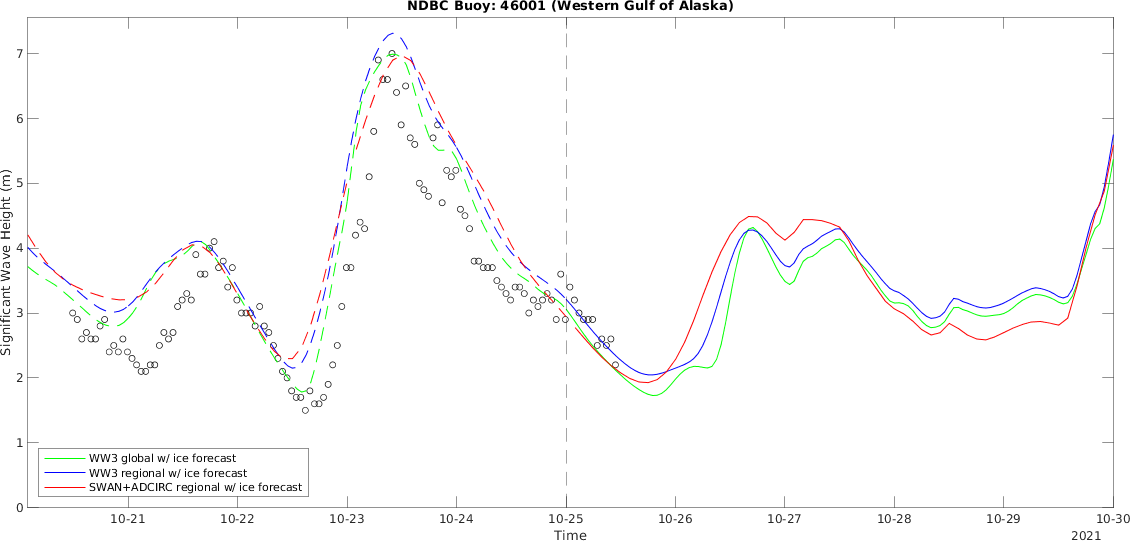 NDBC Buoy: 46001 (Western Gulf of Alaska)
Significant Wave Height (m)
7
6
5
4
3
2
1
0
WW3 global w/ ice forecast
WW3 regional w/ ice forecast
SWAN+ADCIRC regional w/ ice forecast
10-21 10-22 10-23 10-24 10-25 10-26 10-27 10-28 10-29 10-30
Time
2021